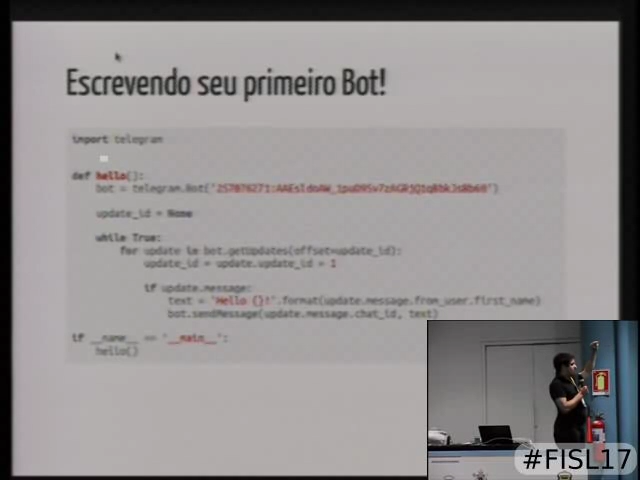 Escrevendo seu primeiro Bot!
import telegram
def hello():
bot = telegram.Bot(
update_id = None
while True:
for update in bot.getUpdates(offset=update_id):
update_id = update.update_id + 1
if update.message:
text = 'Hello {}!'.format(update.message.from_user.first_name)
bot.sendMessage(update.message.chat_id, text)
if __name__ == '__main__':
hello()
#FISL17